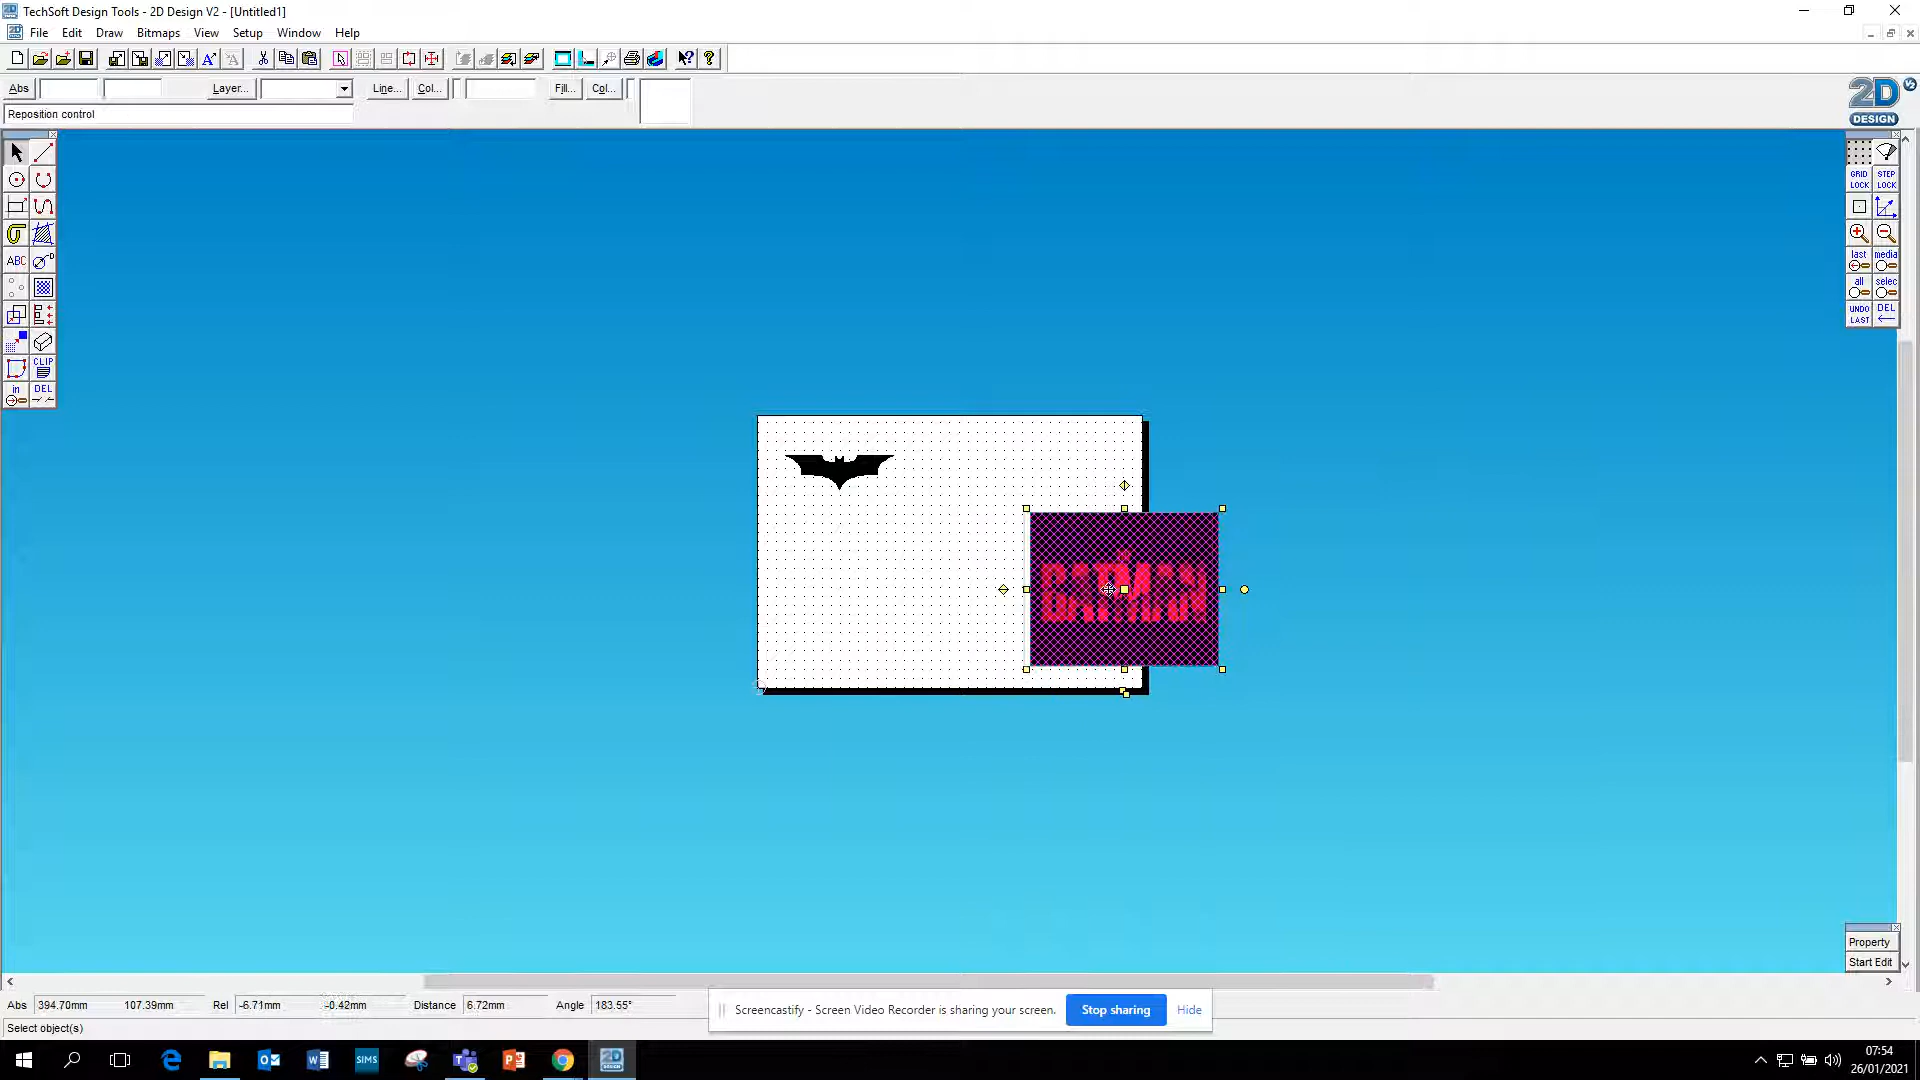 TechSoft Design Tools - 2D Design V2 - [Untitled1]
File Edit Draw Bitmaps View Setup Window Help
Abs Layer... Line... Col... Fill... Col...
Reposition control
2D V2
DESIGN
GRID LOCK STEP LOCK
ABC D
last media
all selec
CLIP
UNDO LAST DEL
in DEL
Property
Start Edit
Abs 394.70mm 107.39mm Rel -6.71mm -0.42mm Distance 6.72mm Angle 183.55°
Screencastify - Screen Video Recorder is sharing your screen. Stop sharing Hide
Select object(s)
SIMS
2D DESIGN
07:54
26/01/2021